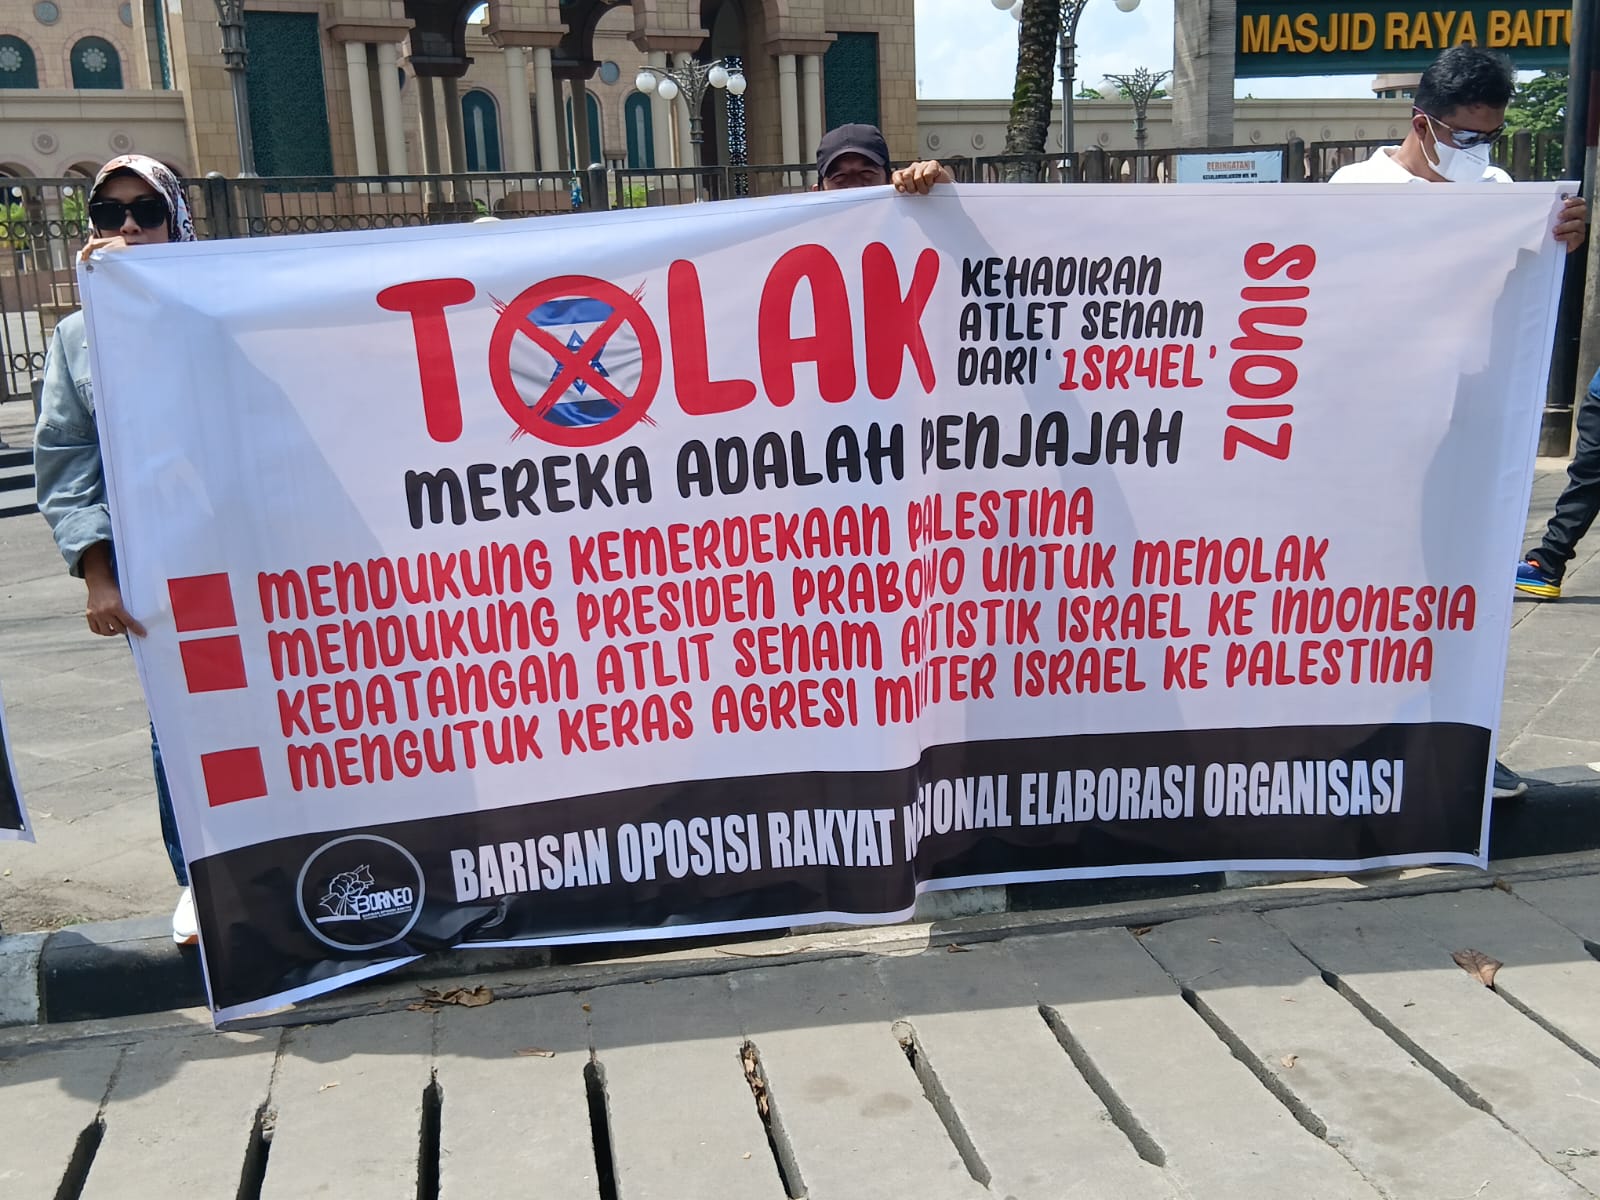 MASJID RAYA BAITU
PERINGATAN !!
TOLAK
KEHADIRAN
ATLET SENAM
DARI '1SR4EL'
ZIONIS
MEREKA ADALAH PENJAJAH
MENDUKUNG KEMERDEKAAN PALESTINA
MENDUKUNG PRESIDEN PRABOWO UNTUK MENOLAK
KEDATANGAN ATLIT SENAM ARTISTIK ISRAEL KE INDONESIA
MENGUTUK KERAS AGRESI MILITER ISRAEL KE PALESTINA
BARISAN OPOSISI RAKYAT NASIONAL ELABORASI ORGANISASI
BORNEO